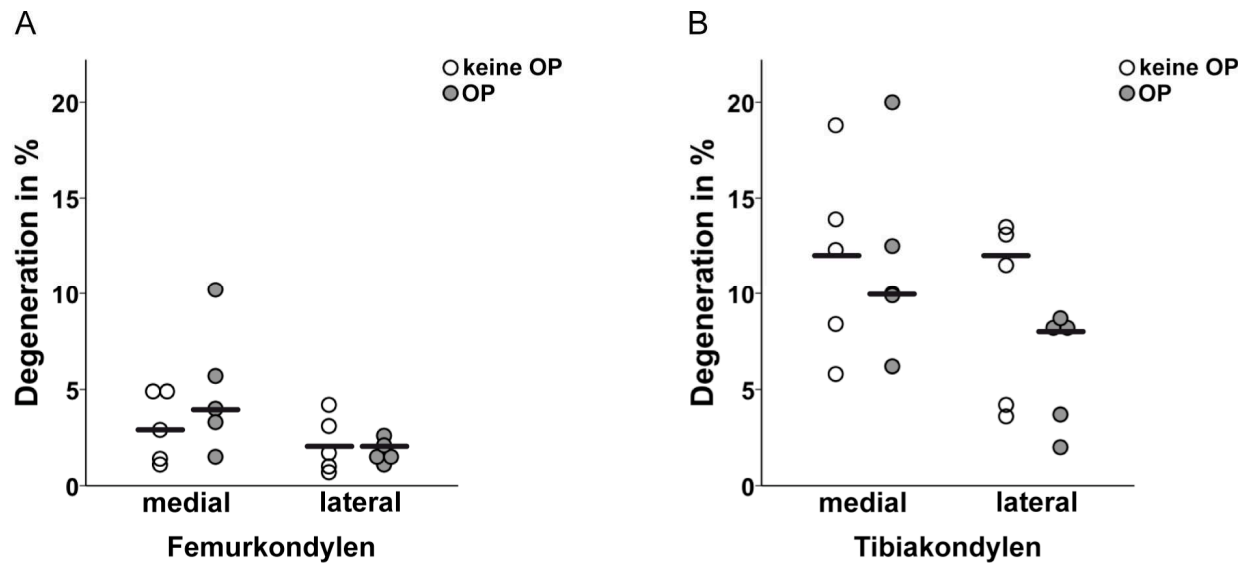 A
Degeneration in %
20
15
10
5
0
keine OP
OP
medial lateral
Femurkondylen
B
Degeneration in %
20
15
10
5
0
keine OP
OP
medial lateral
Tibiakondylen